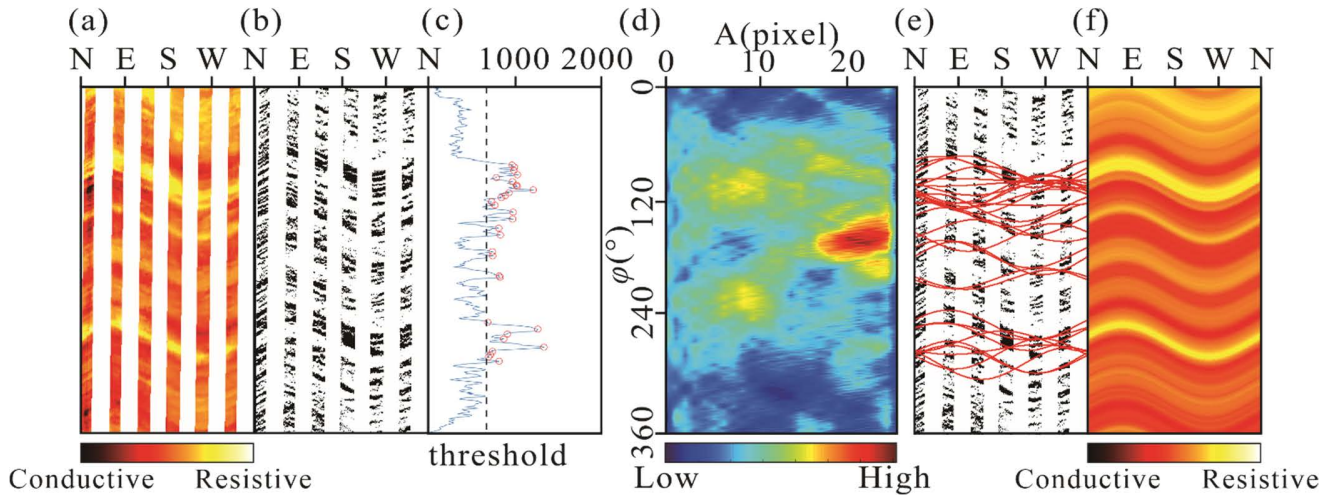 (a)
N E S W
Conductive Resistive
(b)
N E S W
(c)
N 1000 2000
threshold
(d)
A(pixel)
0 10 20
φ(°)
0
120
240
360
Low High
(e)
N E S W
(f)
N E S W N
Conductive Resistive